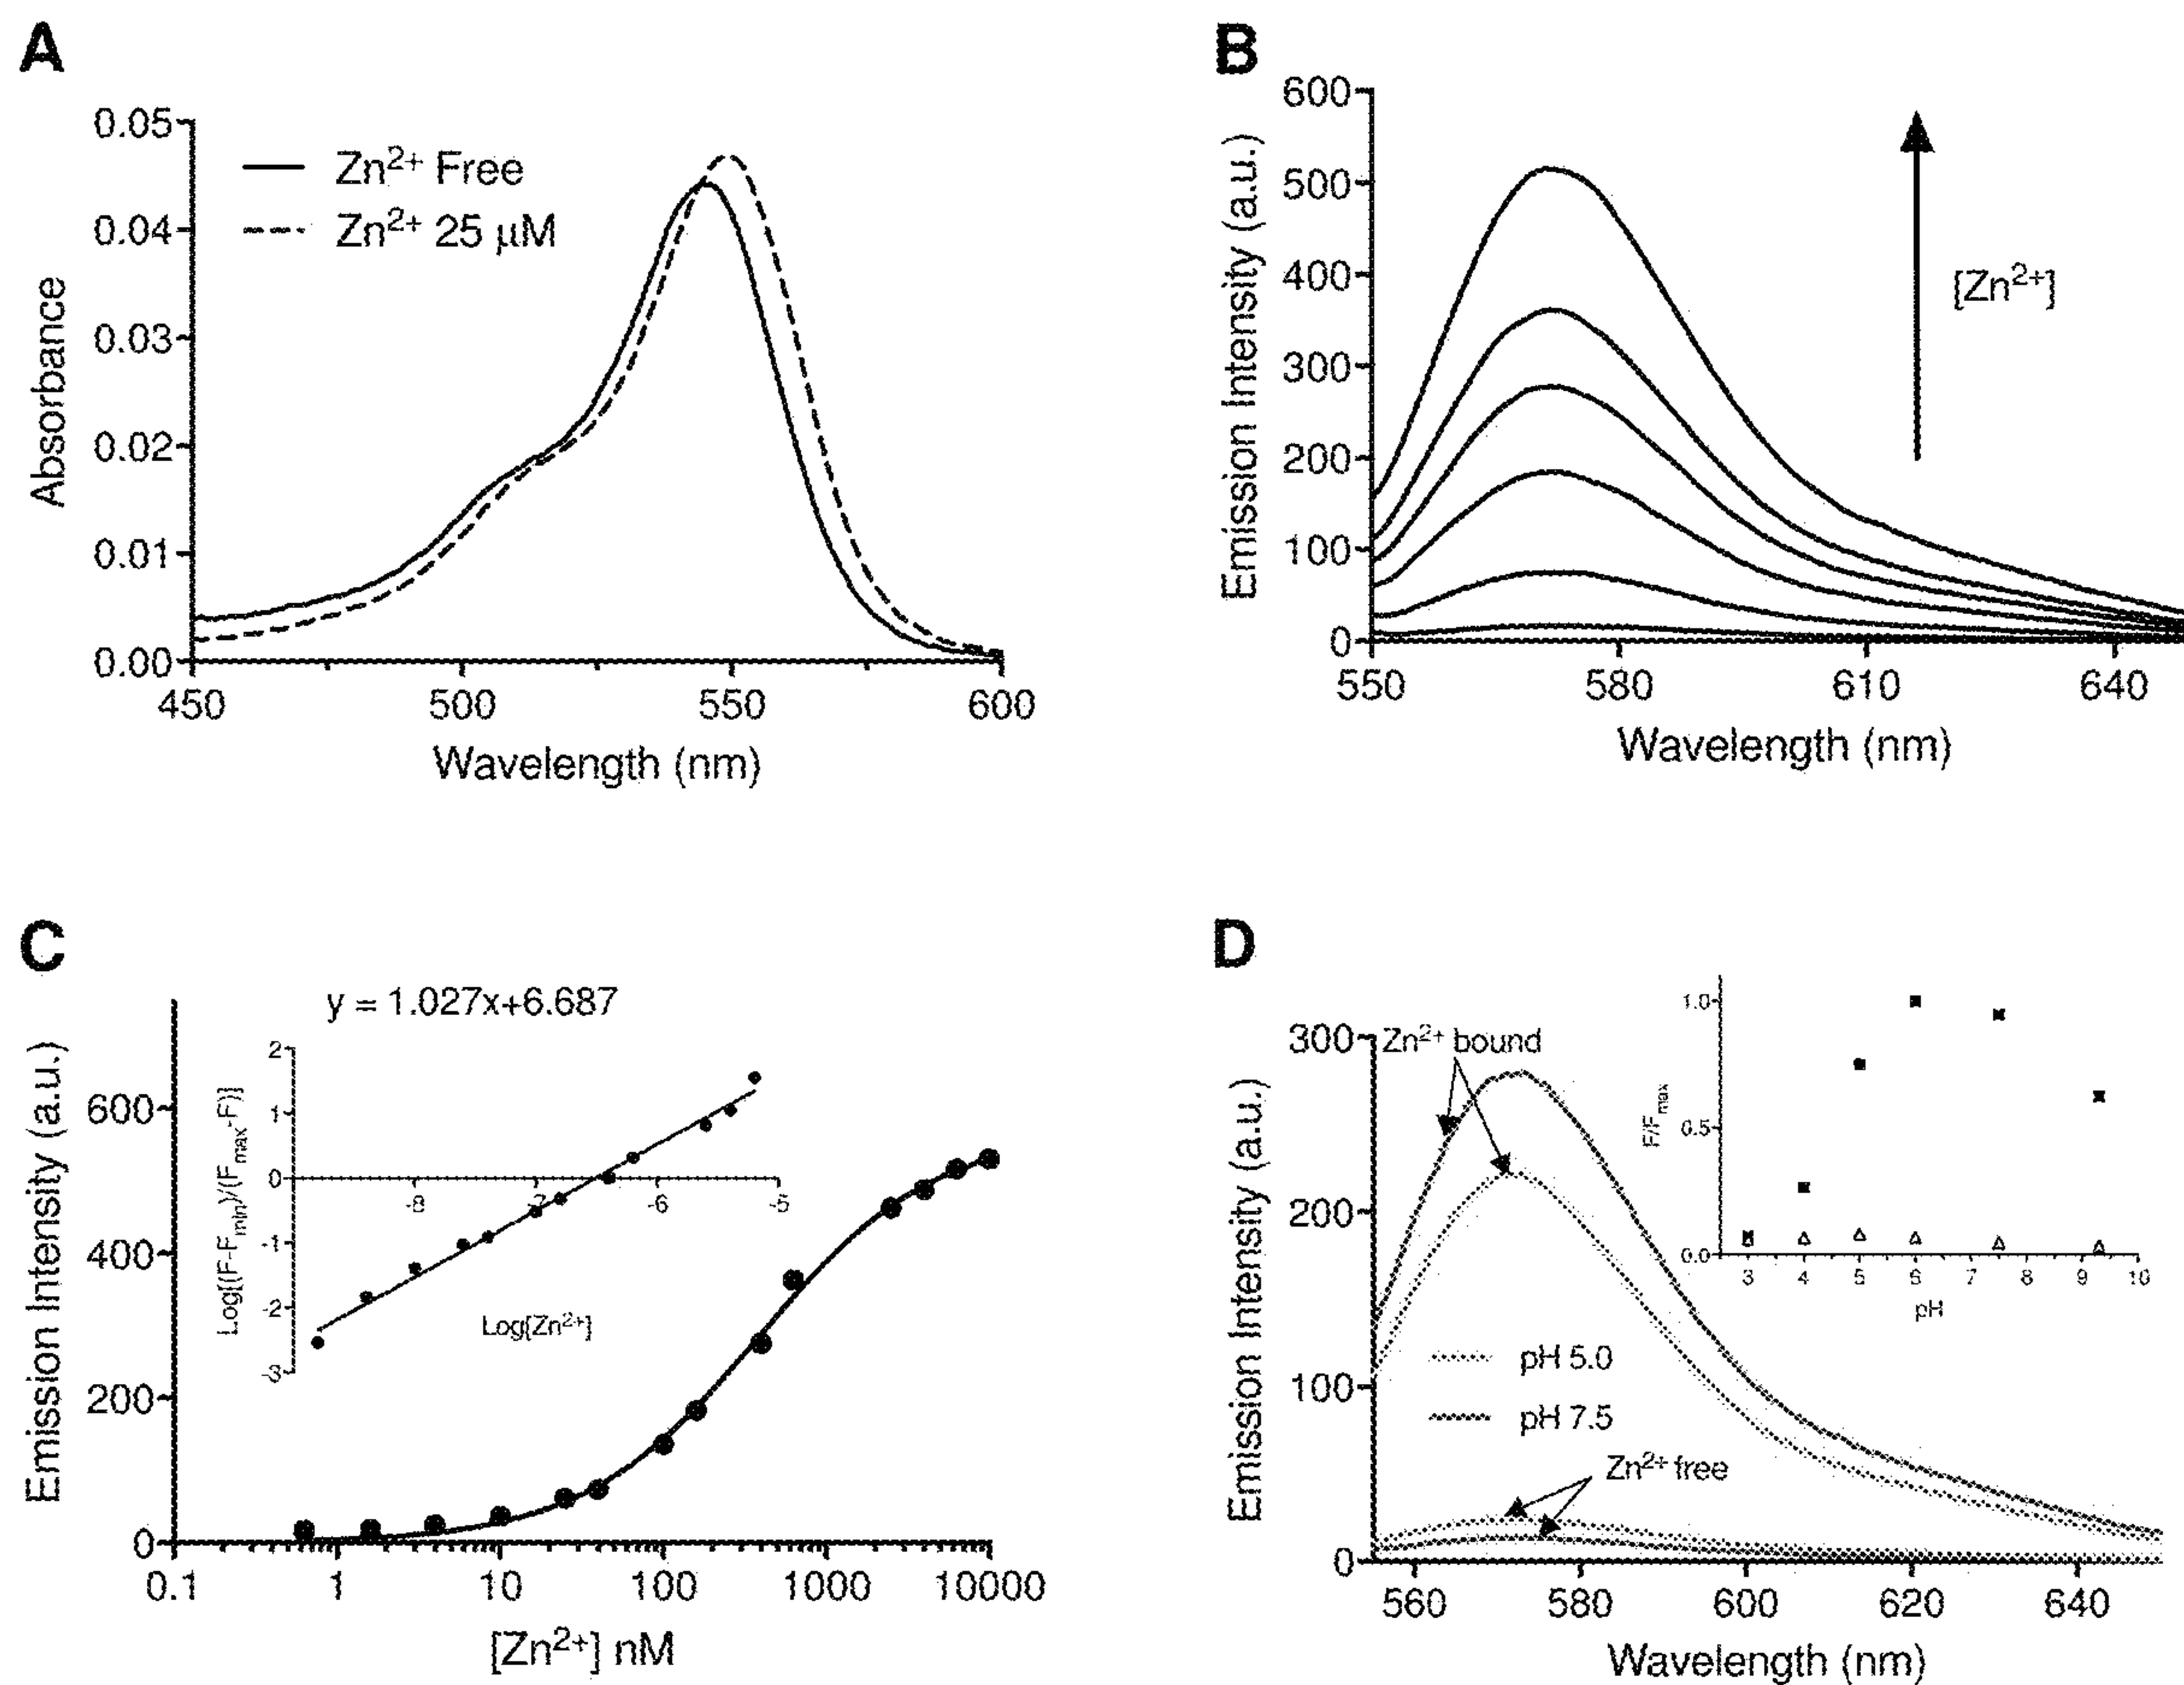 A
0.05
0.04
0.03
0.02
0.01
0.00
Absorbance
Zn2+ Free
Zn2+ 25 μM
450 500 550 600
Wavelength (nm)
B
600
500
400
300
200
100
0
Emission Intensity (a.u.)
[Zn2+]
550 580 610 640
Wavelength (nm)
C
y = 1.027x+6.687
600
400
200
0
Emission Intensity (a.u.)
2
1
0
-1
-2
-3
Log[(F-Fmin)/(Fmax-F)]
-8 -7 -6 -5
Log[Zn2+]
0.1 1 10 100 1000 10000
[Zn2+] nM
D
300
200
100
0
Emission Intensity (a.u.)
Zn2+ bound
1.0
0.5
0.0
F/Fmax
3 4 5 6 7 8 9 10
pH
pH 5.0
pH 7.5
Zn2+ free
560 580 600 620 640
Wavelength (nm)